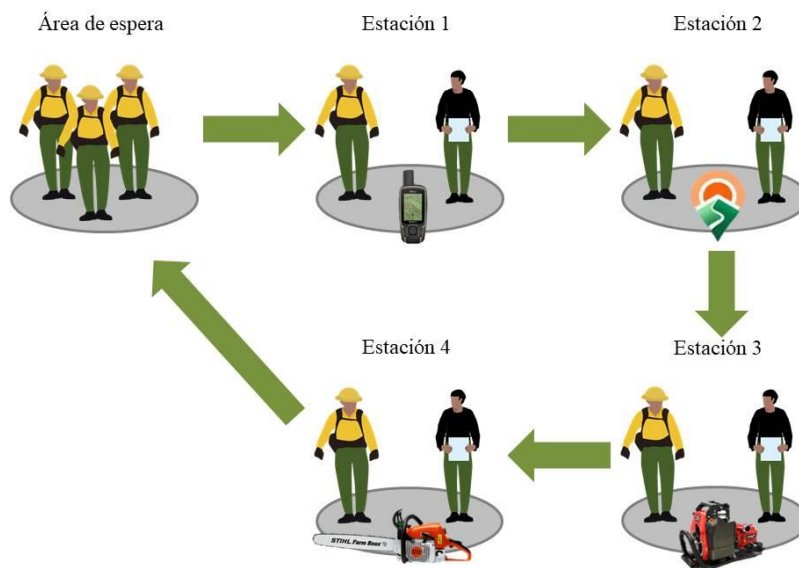 Área de espera
Estación 1
Estación 2
Estación 4
Estación 3
STIHL Farm Boss